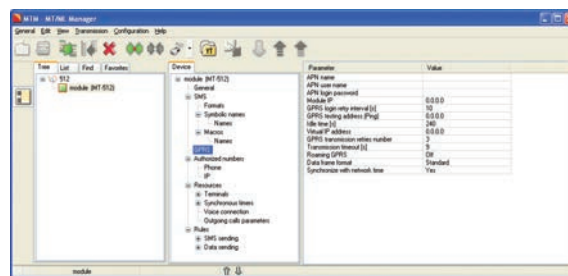 MTM - MT/ML Manager
General Edit View Transmission Configuration Help
Tree List Find Favorites
512
module (MT-512)
Device
module (MT-512)
General
SMS
Formats
Symbolic names
Names
Macros
Names
GPRS
Authorized numbers
Phone
IP
Resources
Terminals
Synchronous timers
Voice connection
Outgoing calls parameters
Rules
SMS sending
Data sending
Parameter Value
APN name
APN user name
APN login password
Module IP 0.0.0.0
GPRS login retry interval [s] 10
GPRS testing address (Ping) 0.0.0.0
Idle time [s] 240
Virtual IP address 0.0.0.0
GPRS transmission retries number 3
Transmission timeout [s] 9
Roaming GPRS Off
Data frame format Standard
Synchronize with network time Yes
module